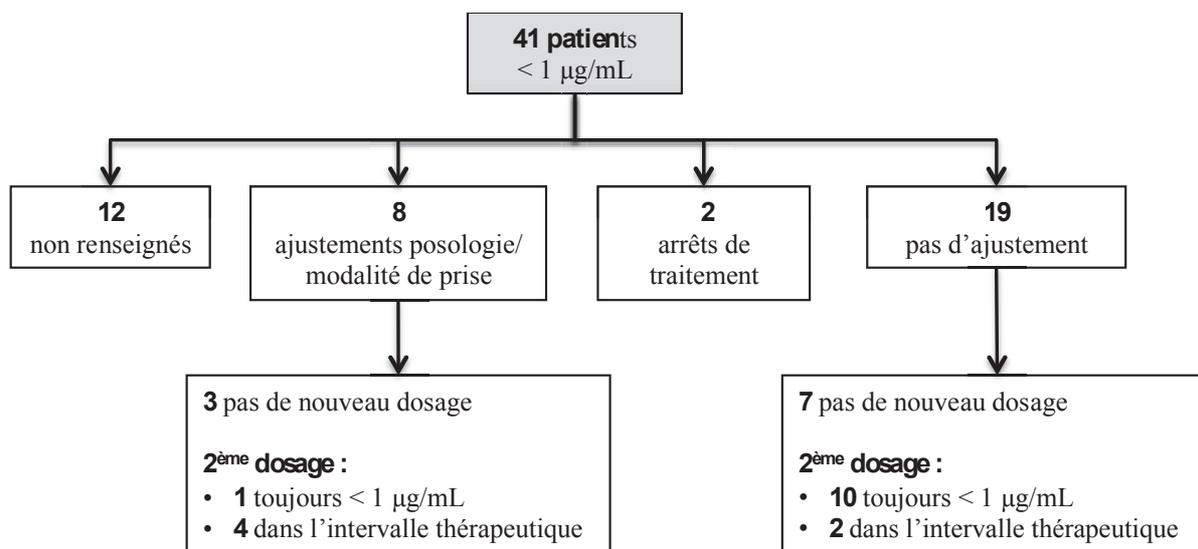 41 patients
< 1 µg/mL
12
non renseignés
8
ajustements posologie/
modalité de prise
2
arrêts de
traitement
19
pas d’ajustement
3 pas de nouveau dosage
2ème dosage :
• 1 toujours < 1 µg/mL
• 4 dans l’intervalle thérapeutique
7 pas de nouveau dosage
2ème dosage :
• 10 toujours < 1 µg/mL
• 2 dans l’intervalle thérapeutique